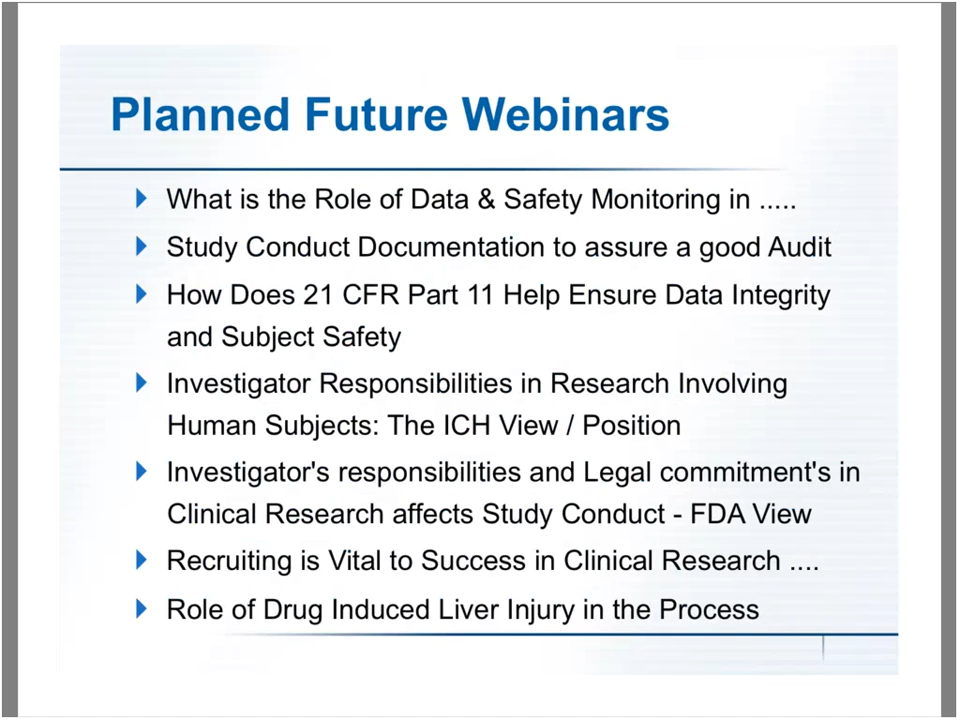 Planned Future Webinars
What is the Role of Data & Safety Monitoring in .....
Study Conduct Documentation to assure a good Audit
How Does 21 CFR Part 11 Help Ensure Data Integrity
and Subject Safety
Investigator Responsibilities in Research Involving
Human Subjects: The ICH View / Position
Investigator's responsibilities and Legal commitment's in
Clinical Research affects Study Conduct - FDA View
Recruiting is Vital to Success in Clinical Research ....
Role of Drug Induced Liver Injury in the Process